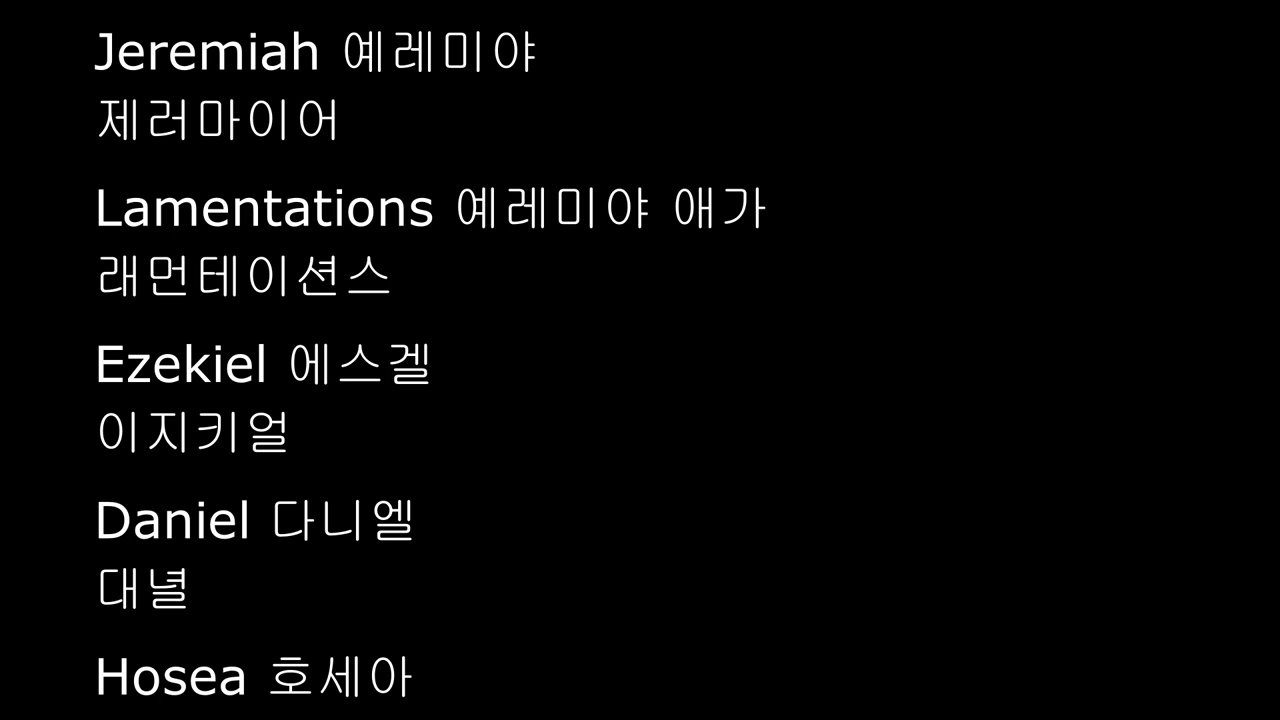 Jeremiah 예레미야
제러마이어
Lamentations 예레미야 애가
래먼테이션스
Ezekiel 에스겔
이지키얼
Daniel 다니엘
대녈
Hosea 호세아